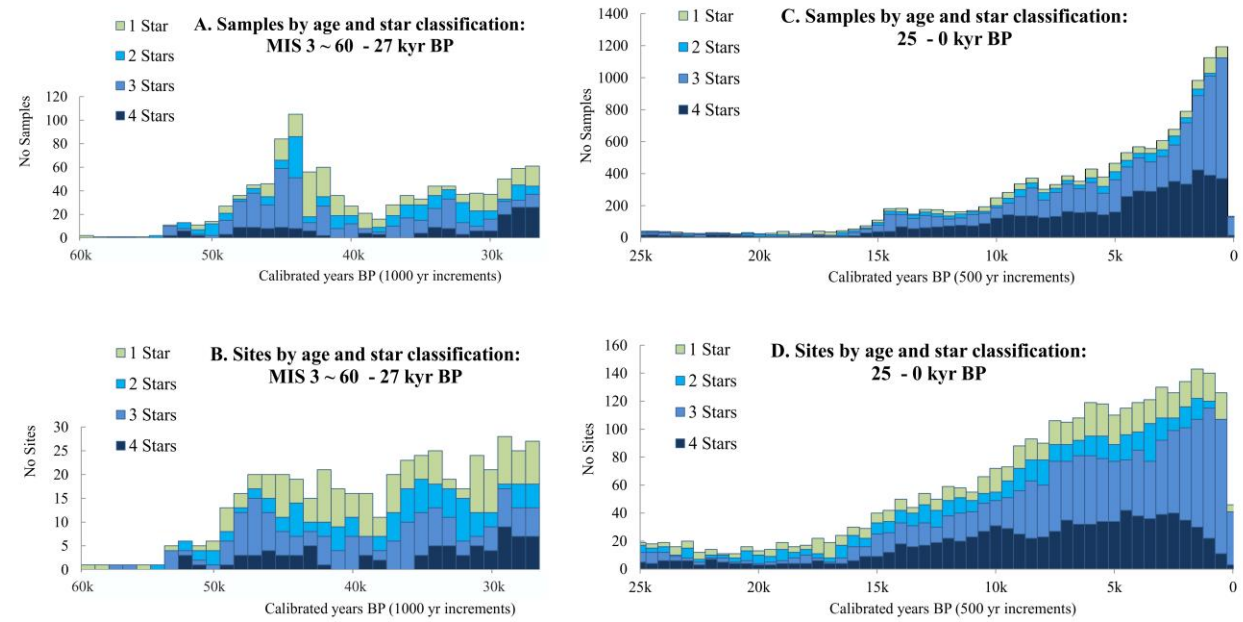 A. Samples by age and star classification:
MIS 3 ~ 60 - 27 kyr BP
1 Star
2 Stars
3 Stars
4 Stars
No Samples
120
100
80
60
40
20
0
60k 50k 40k 30k
Calibrated years BP (1000 yr increments)
C. Samples by age and star classification:
25 - 0 kyr BP
1 Star
2 Stars
3 Stars
4 Stars
No Samples
1400
1200
1000
800
600
400
200
0
25k 20k 15k 10k 5k 0
Calibrated years BP (500 yr increments)
B. Sites by age and star classification:
MIS 3 ~ 60 - 27 kyr BP
1 Star
2 Stars
3 Stars
4 Stars
No Sites
30
25
20
15
10
5
0
60k 50k 40k 30k
Calibrated years BP (1000 yr increments)
D. Sites by age and star classification:
25 - 0 kyr BP
1 Star
2 Stars
3 Stars
4 Stars
No Sites
160
140
120
100
80
60
40
20
0
25k 20k 15k 10k 5k 0
Calibrated years BP (500 yr increments)